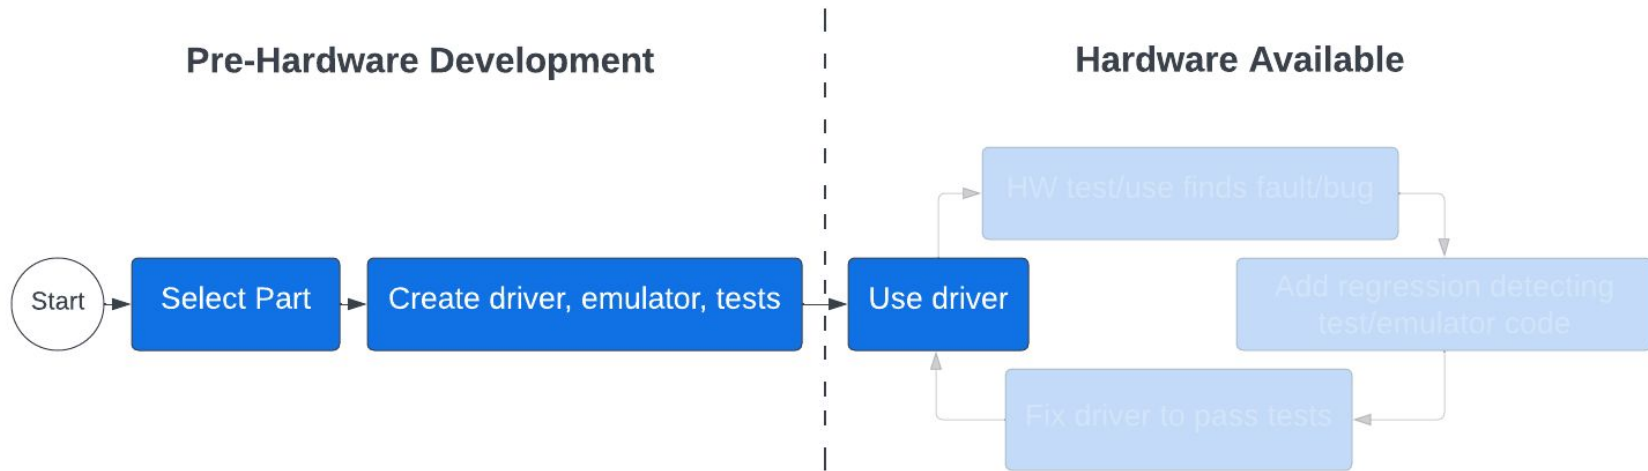 Pre-Hardware Development
Hardware Available
Start
Select Part
Create driver, emulator, tests
Use driver
HW test/use finds fault/bug
Add regression detecting
test/emulator code
Fix driver to pass tests